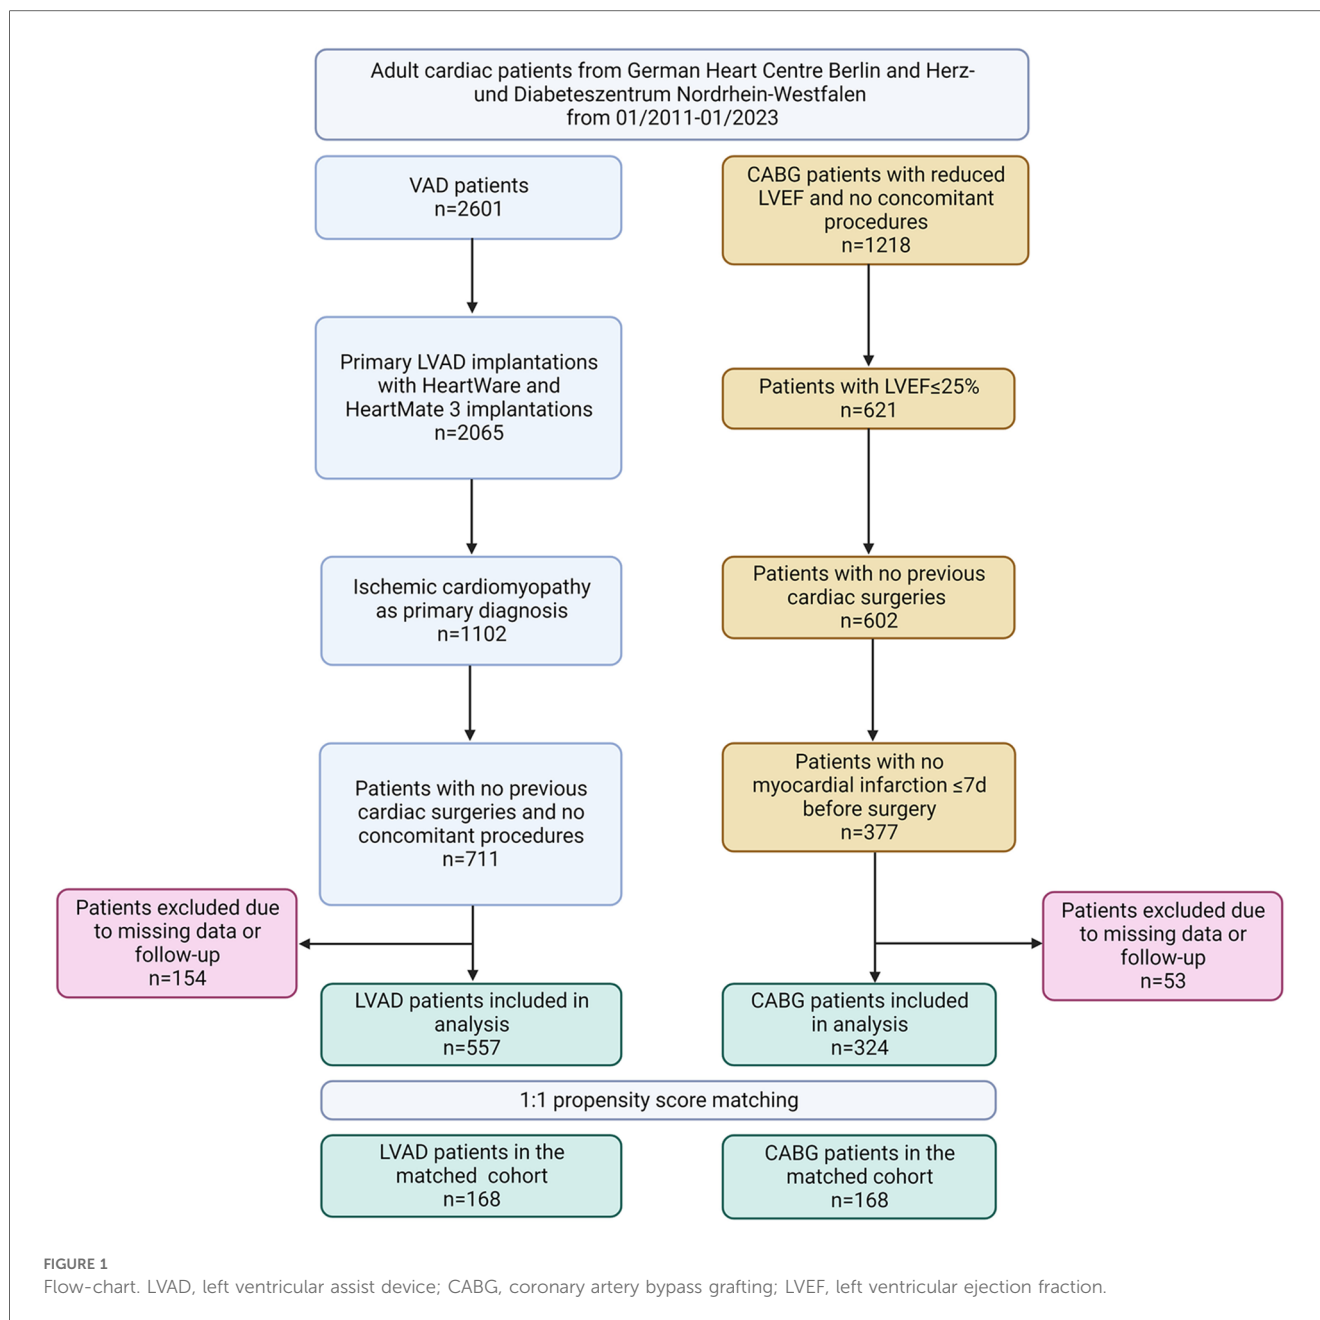 Adult cardiac patients from German Heart Centre Berlin and Herz-
und Diabeteszentrum Nordrhein-Westfalen
from 01/2011-01/2023
VAD patients
n=2601
CABG patients with reduced
LVEF and no concomitant
procedures
n=1218
Primary LVAD implantations
with HeartWare and
HeartMate 3 implantations
n=2065
Patients with LVEF≤25%
n=621
Ischemic cardiomyopathy
as primary diagnosis
n=1102
Patients with no previous
cardiac surgeries
n=602
Patients with no previous
cardiac surgeries and no
concomitant procedures
n=711
Patients with no
myocardial infarction ≤7d
before surgery
n=377
Patients excluded due
to missing data or
follow-up
n=154
Patients excluded due
to missing data or
follow-up
n=53
LVAD patients included in
analysis
n=557
CABG patients included
in analysis
n=324
1:1 propensity score matching
LVAD patients in the
matched cohort
n=168
CABG patients in the
matched cohort
n=168
FIGURE 1
Flow-chart. LVAD, left ventricular assist device; CABG, coronary artery bypass grafting; LVEF, left ventricular ejection fraction.